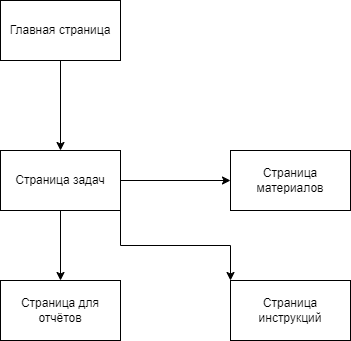 Главная страница
Страница задач
Страница
материалов
Страница для
отчётов
Страница
инструкций